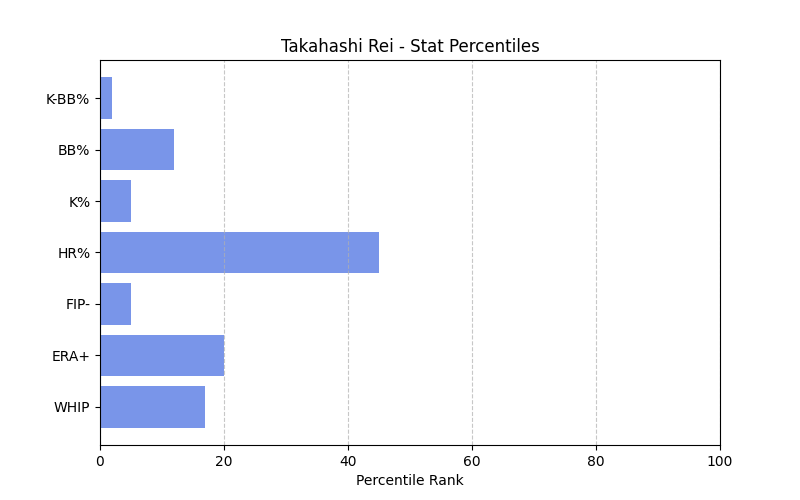 Takahashi Rei - Stat Percentiles
K-BB%
BB%
K%
HR%
FIP-
ERA+
WHIP
0 20 40 60 80 100
Percentile Rank